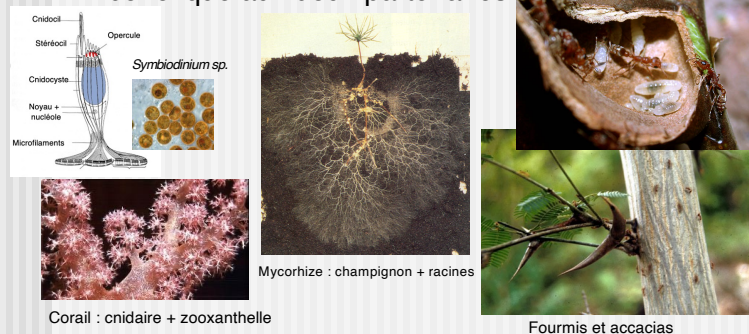 Cnidocil
Opercule
Stéréocil
Symbiodinium sp.
Cnidocyste
Noyau +
nucléole
Microfilaments
Mycorhize : champignon + racines
Corail : cnidaire + zooxanthelle
Fourmis et accacias